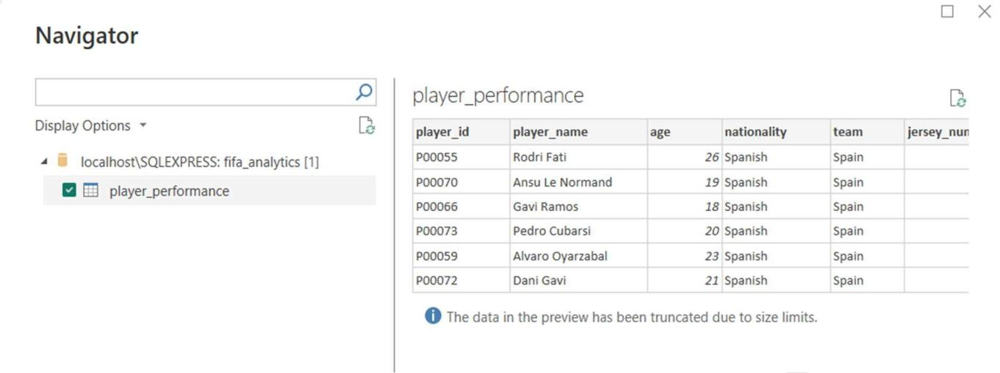 Navigator
Display Options
localhost\SQLEXPRESS: fifa_analytics [1]
player_performance
player_performance
player_id player_name age nationality team jersey_num
P00055 Rodri Fati 26 Spanish Spain
P00070 Ansu Le Normand 19 Spanish Spain
P00066 Gavi Ramos 18 Spanish Spain
P00073 Pedro Cubarsi 20 Spanish Spain
P00059 Alvaro Oyarzabal 23 Spanish Spain
P00072 Dani Gavi 21 Spanish Spain
The data in the preview has been truncated due to size limits.